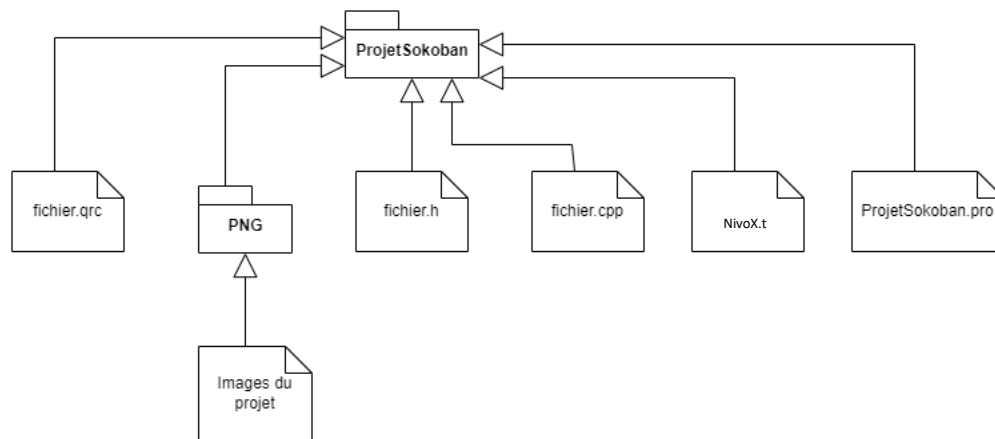 ProjetSokoban
fichier.qrc
PNG
fichier.h
fichier.cpp
NivoX.t
ProjetSokoban.pro
Images du
projet